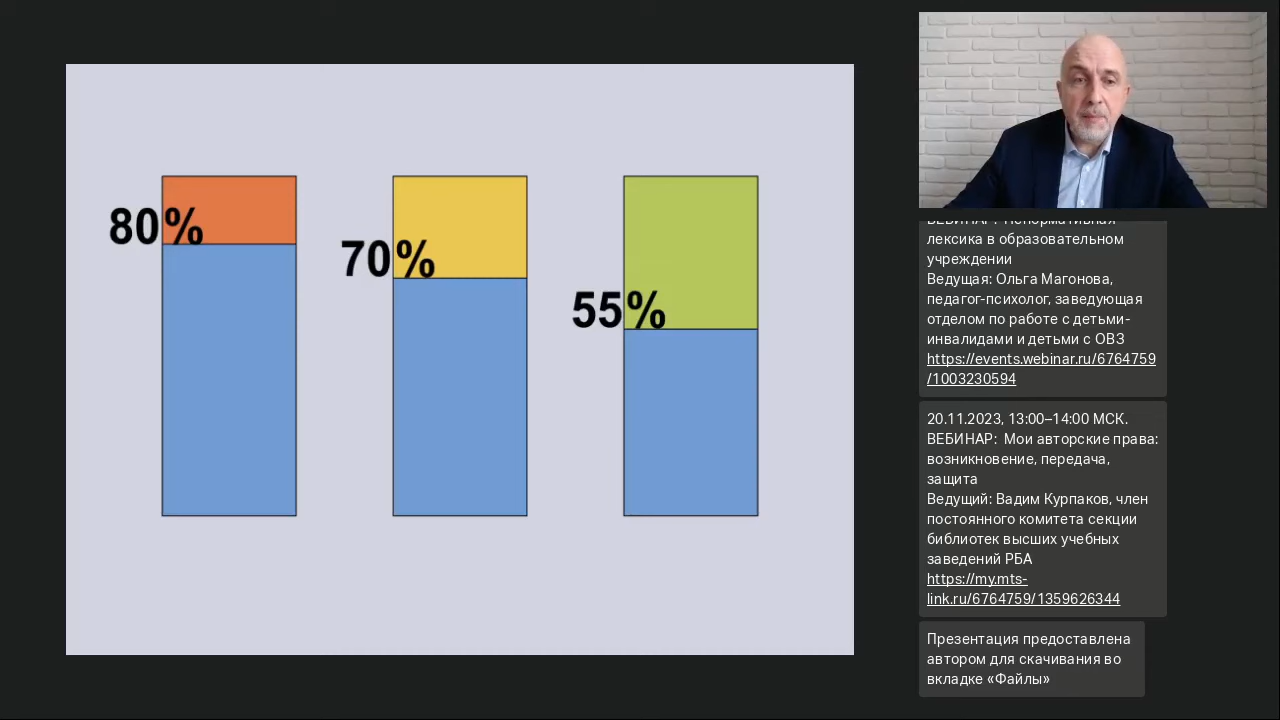 80%
70%
55%
ВЕБИНАР: Ненормативная
лексика в образовательном
учреждении
Ведущая: Ольга Магонова,
педагог-психолог, заведующая
отделом по работе с детьми-
инвалидами и детьми с ОВЗ
https://events.webinar.ru/6764759
/1003230594
20.11.2023, 13:00–14:00 МСК.
ВЕБИНАР:  Мои авторские права:
возникновение, передача,
защита
Ведущий: Вадим Курпаков, член
постоянного комитета секции
библиотек высших учебных
заведений РБА
https://my.mts-
link.ru/6764759/1359626344
Презентация предоставлена
автором для скачивания во
вкладке «Файлы»